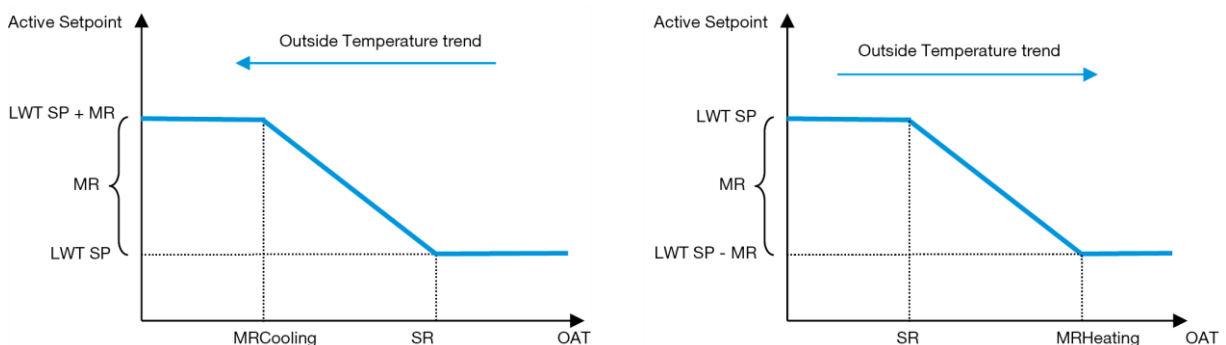 Active Setpoint
Outside Temperature trend
LWT SP + MR
MR
LWT SP
MRCooling
SR
OAT
Active Setpoint
Outside Temperature trend
LWT SP
MR
LWT SP - MR
SR
MRHeating
OAT